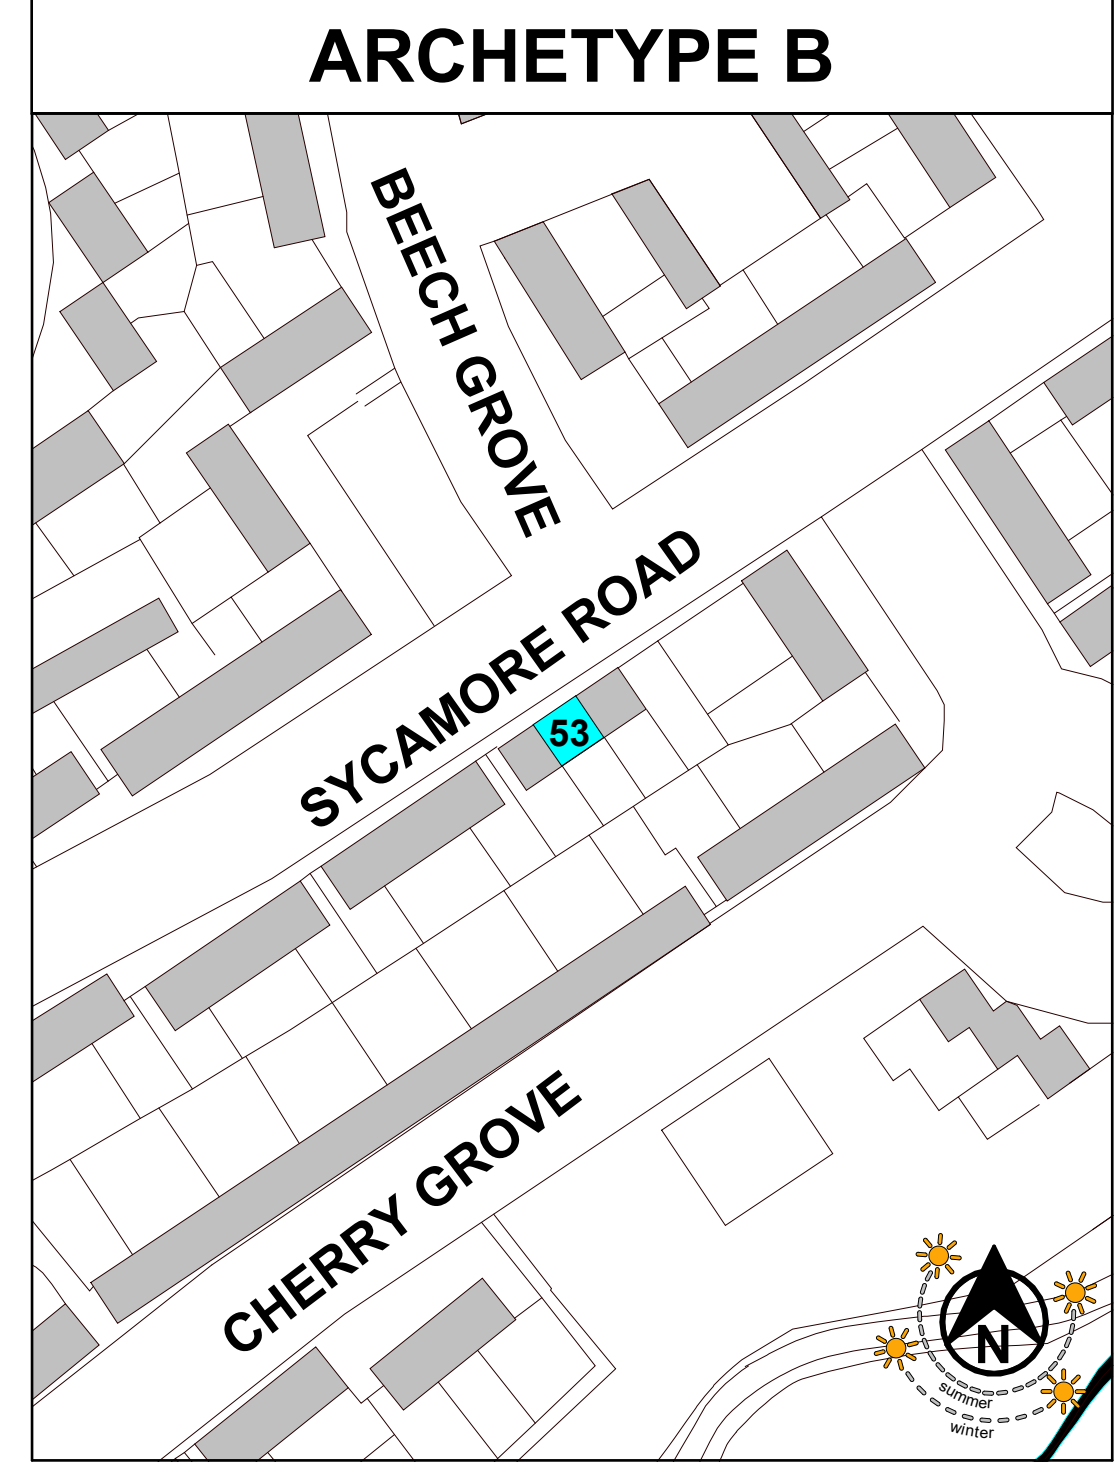 ARCHETYPE B
BEECH GROVE
SYCAMORE ROAD
53
CHERRY GROVE
N
summer
winter